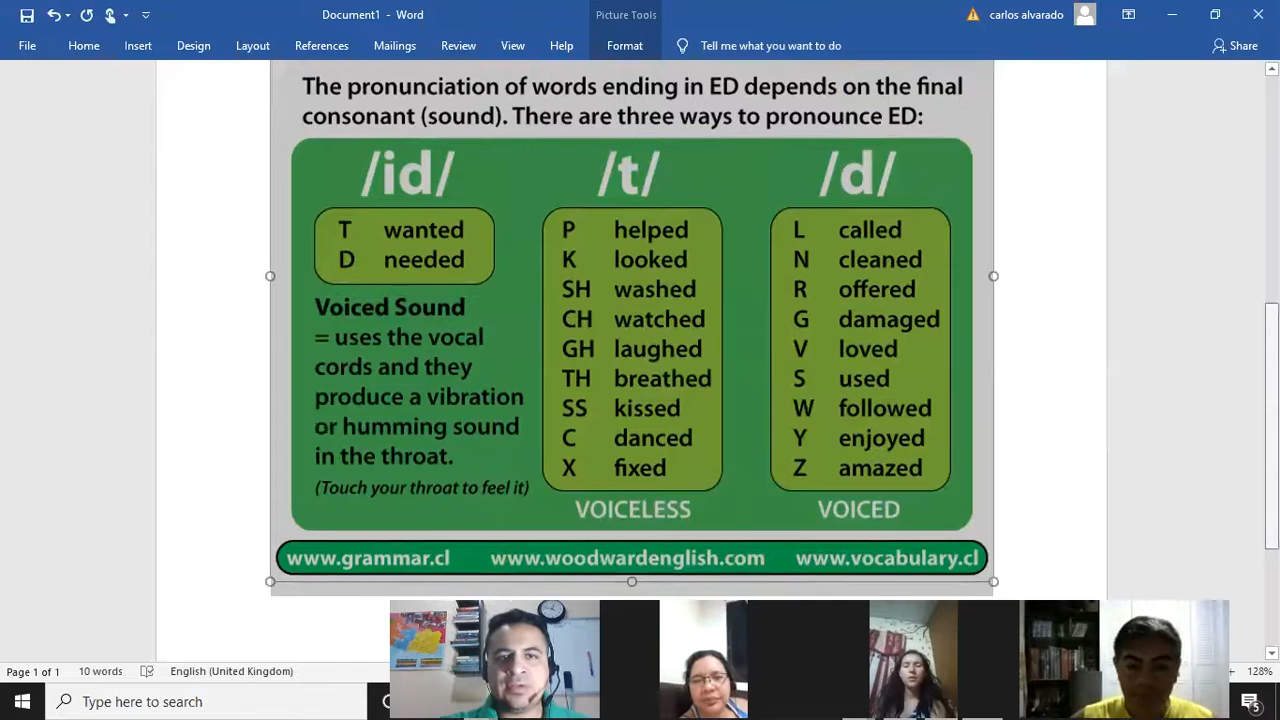 Document1 - Word
Picture Tools
carlos alvarado
File Home Insert Design Layout References Mailings Review View Help Format Tell me what you want to do Share
The pronunciation of words ending in ED depends on the final
consonant (sound). There are three ways to pronounce ED:
/id/ /t/ /d/
T wanted
D needed
Voiced Sound
= uses the vocal
cords and they
produce a vibration
or humming sound
in the throat.
(Touch your throat to feel it)
P helped
K looked
SH washed
CH watched
GH laughed
TH breathed
SS kissed
C danced
X fixed
VOICELESS
L called
N cleaned
R offered
G damaged
V loved
S used
W followed
Y enjoyed
Z amazed
VOICED
www.grammar.cl www.woodwardenglish.com www.vocabulary.cl
Page 1 of 1 10 words English (United Kingdom) 128%
Type here to search
5